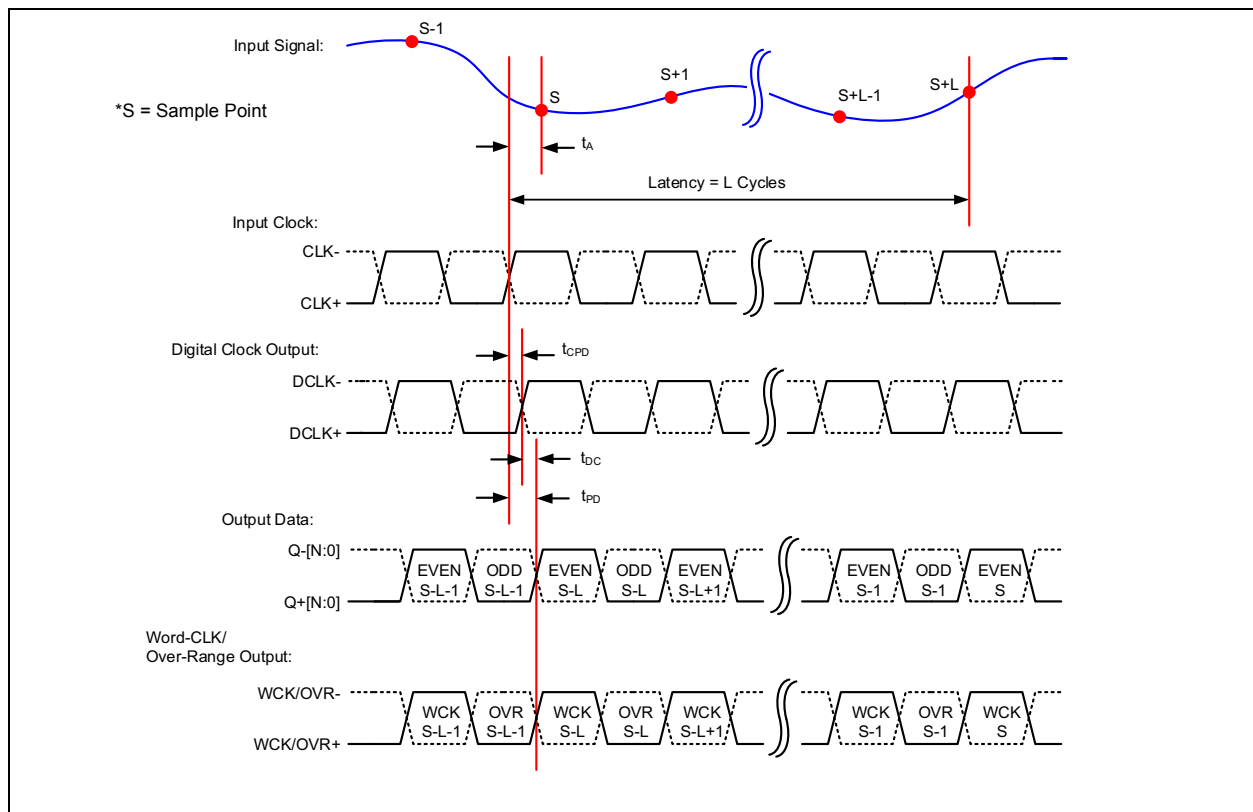 Input Signal:
S-1
S
S+1
S+L-1
S+L
*S = Sample Point
tA
Latency = L Cycles
Input Clock:
CLK-
CLK+
tCPD
Digital Clock Output:
DCLK-
DCLK+
tDC
tPD
Output Data:
Q-[N:0]
EVEN ODD EVEN ODD EVEN EVEN ODD EVEN
S-L-1 S-L-1 S-L S-L S-L+1 S-1 S-1 S
Q+[N:0]
Word-CLK/
Over-Range Output:
WCK/OVR-
WCK OVR WCK OVR WCK WCK OVR WCK
S-L-1 S-L-1 S-L S-L S-L+1 S-1 S-1 S
WCK/OVR+